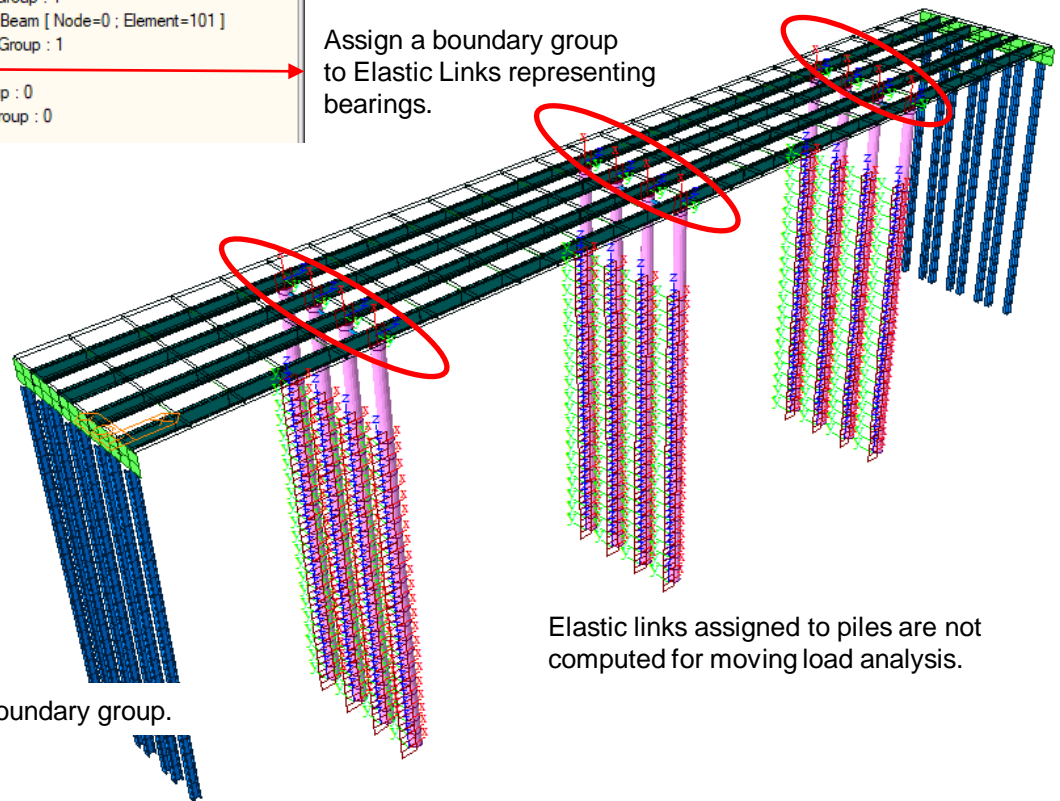 Beam [ Node=0 ; Element=101 ]
Group : 1
p : 0
roup : 0
Assign a boundary group
to Elastic Links representing
bearings.
Elastic links assigned to piles are not
computed for moving load analysis.
oundary group.